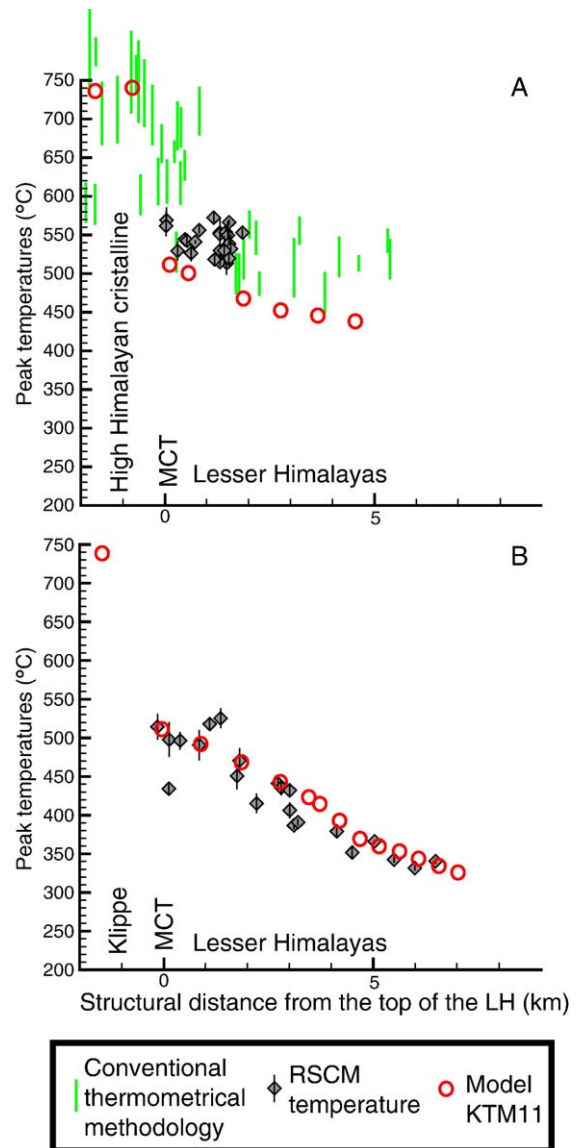 A
750
700
650
600
550
500
450
400
350
300
250
200
Peak temperatures (°C)
High Himalayan cristalline
MCT
Lesser Himalayas
0
5
B
750
700
650
600
550
500
450
400
350
300
250
200
Peak temperatures (°C)
Klippe
MCT
Lesser Himalayas
0
5
Structural distance from the top of the LH (km)
Conventional
thermometrical
methodology
RSCM
temperature
Model
KTM11